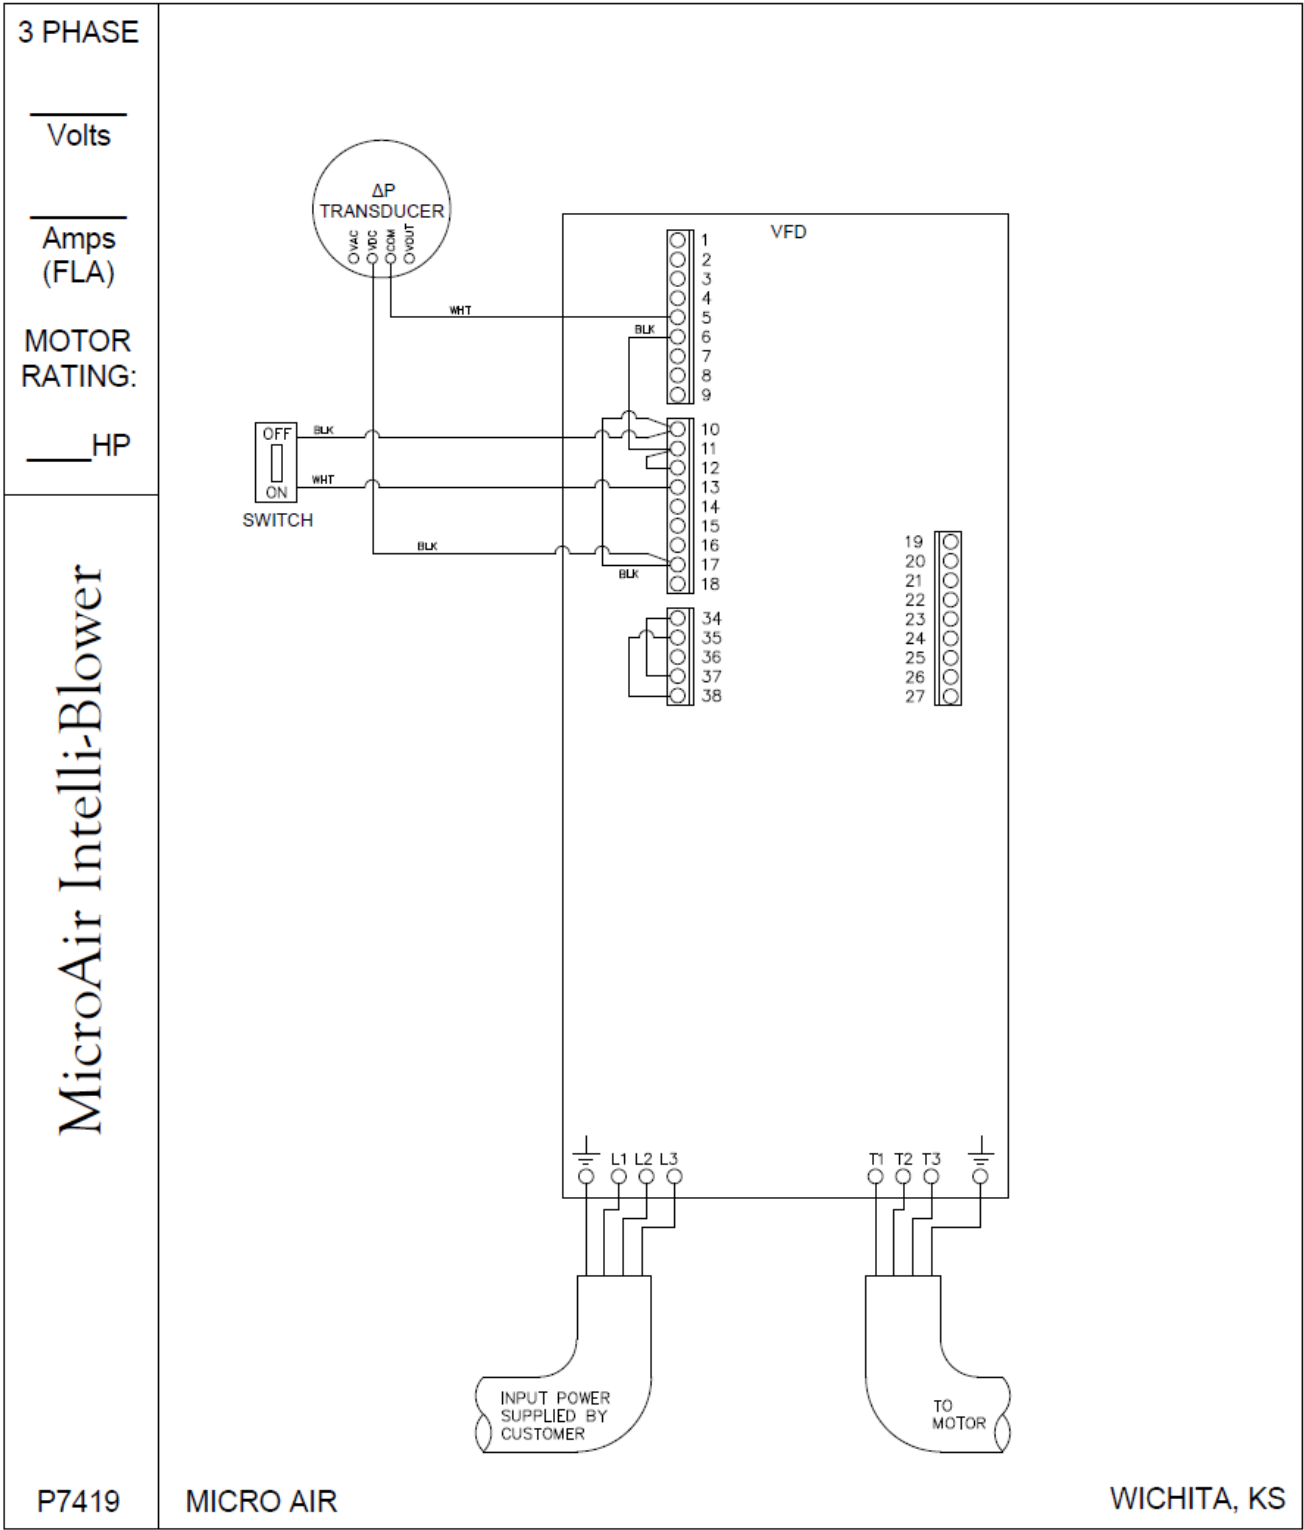 3 PHASE
Volts
Amps
(FLA)
MOTOR
RATING:
HP
MicroAir Intelli-Blower
P7419
ΔP
TRANSDUCER
VAC
VDC
COM
VOUT
WHT
OFF
ON
SWITCH
BLK
WHT
BLK
BLK
BLK
VFD
1
2
3
4
5
6
7
8
9
10
11
12
13
14
15
16
17
18
34
35
36
37
38
19
20
21
22
23
24
25
26
27
L1 L2 L3
T1 T2 T3
INPUT POWER
SUPPLIED BY
CUSTOMER
TO
MOTOR
MICRO AIR
WICHITA, KS